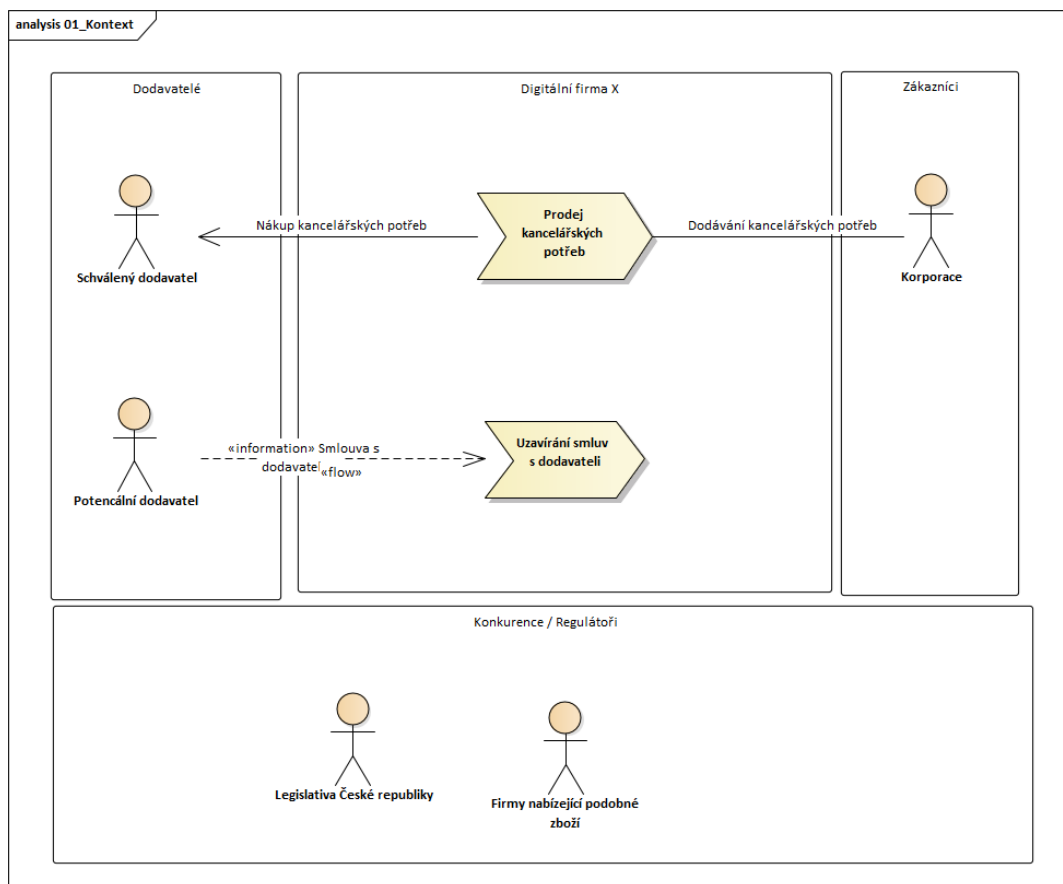 analysis 01_Kontext
Dodavatelé
Digitální firma X
Zákazníci
Nákup kancelářských potřeb
Prodej
kancelářských
potřeb
Dodávání kancelářských potřeb
Schválený dodavatel
Korporace
«information» Smlouva s
dodavatel
«flow»
Uzavírání smluv
s dodavateli
Potencální dodavatel
Konkurence / Regulátoři
Legislativa České republiky
Firmy nabízející podobné
zboží